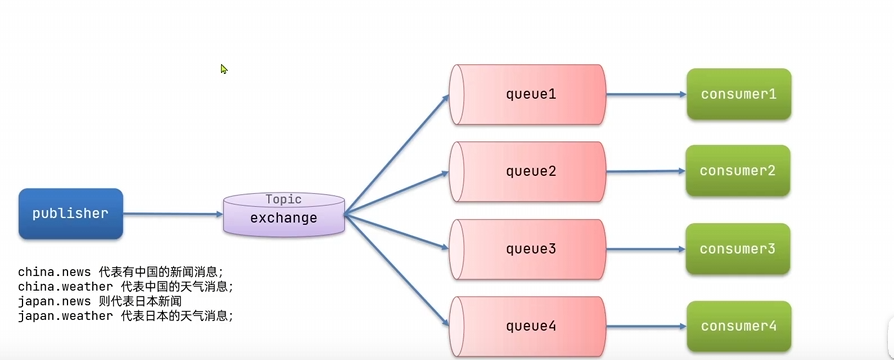 queue1
consumer1
queue2
consumer2
Topic
publisher
exchange
queue3
consumer3
china.news 代表有中国的新闻消息;
china.weather 代表中国的天气消息;
japan.news 则代表日本新闻
japan.weather 代表日本的天气消息;
queue4
consumer4